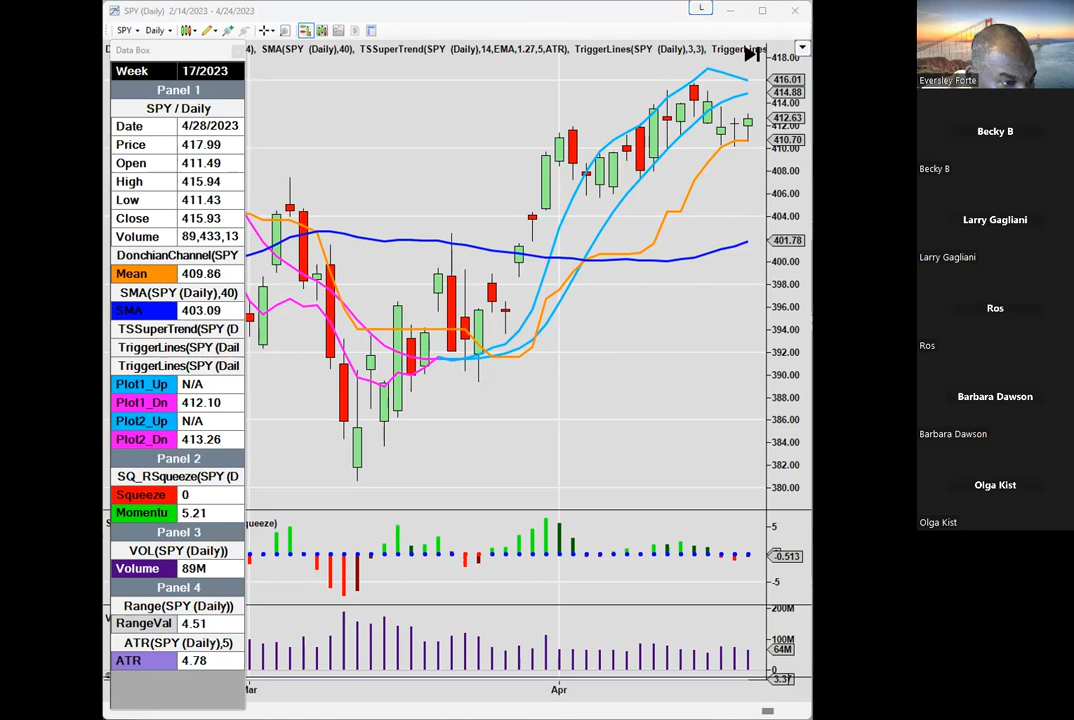 SPY (Daily) 2/14/2023 - 4/24/2023
L
SPY
Daily
Data Box
4), SMA(SPY (Daily),40), TSSuperTrend(SPY (Daily),14,EMA,1.27,5,ATR), TriggerLines(SPY (Daily),3,3), TriggerLines
Week 17/2023
Panel 1
SPY / Daily
Date 4/28/2023
Price 417.99
Open 411.49
High 415.94
Low 411.43
Close 415.93
Volume 89,433,13
DonchianChannel(SPY
Mean 409.86
SMA(SPY (Daily),40)
SMA 403.09
TSSuperTrend(SPY (D
TriggerLines(SPY (Dail
TriggerLines(SPY (Dail
Plot1_Up N/A
Plot1_Dn 412.10
Plot2_Up N/A
Plot2_Dn 413.26
Panel 2
SQ_RSqueeze(SPY (D
Squeeze 0
Momentu 5.21
Panel 3
VOL(SPY (Daily))
Volume 89M
Panel 4
Range(SPY (Daily))
RangeVal 4.51
ATR(SPY (Daily),5)
ATR 4.78
queeze)
418.00
416.01
414.88
414.00
412.63
412.00
410.70
410.00
408.00
406.00
404.00
401.78
400.00
398.00
396.00
394.00
392.00
390.00
388.00
386.00
384.00
382.00
380.00
5
-0.513
-5
200M
100M
64M
0
3.37
Mar
Apr
Eversley Forte
Becky B
Becky B
Larry Gagliani
Larry Gagliani
Ros
Ros
Barbara Dawson
Barbara Dawson
Olga Kist
Olga Kist